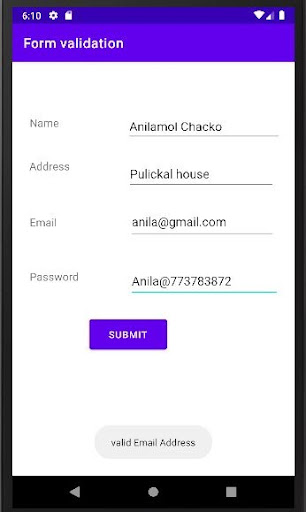 6:10
Form validation
Name Anilamol Chacko
Address Pulickal house
Email anila@gmail.com
Password Anila@773783872
SUBMIT
valid Email Address